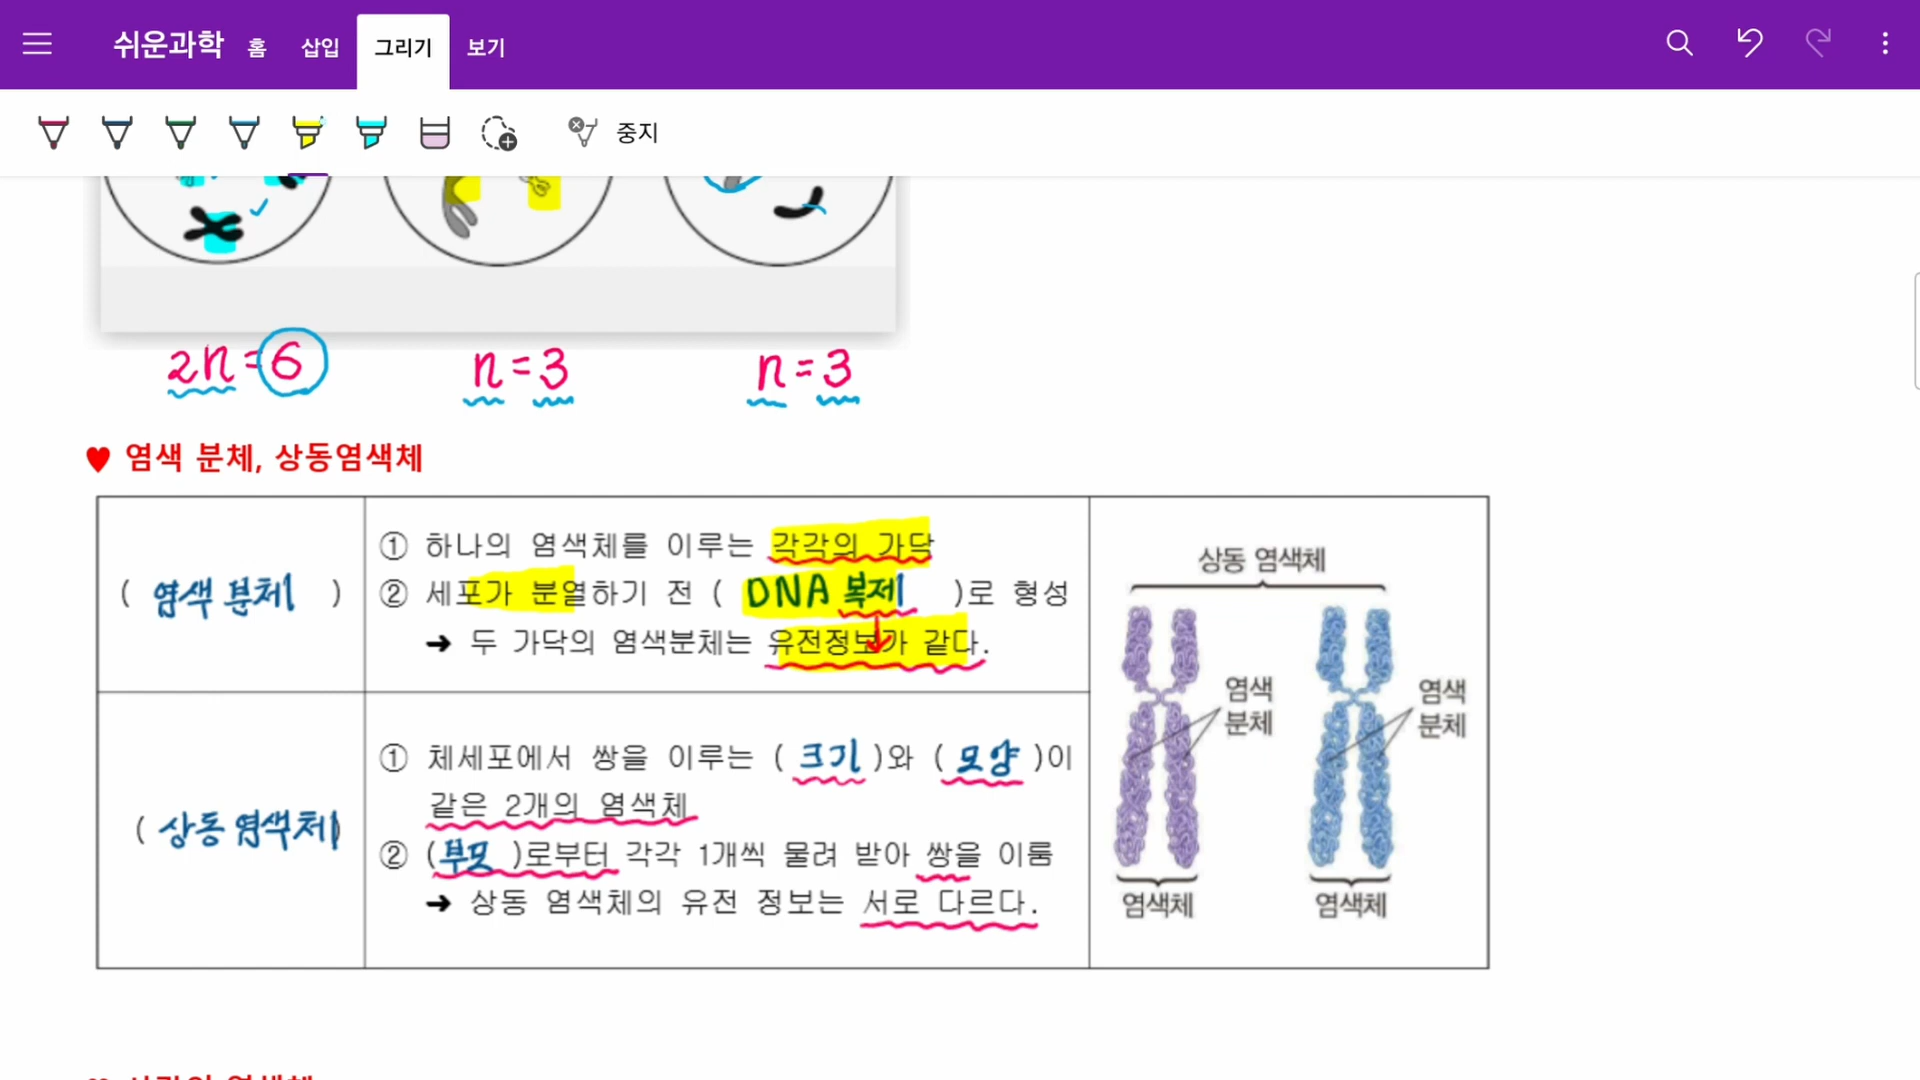 쉬운과학 홈 삽입 그리기 보기
중지
2n=6 n=3 n=3
♥ 염색 분체, 상동염색체
( 염색 분체 )
① 하나의 염색체를 이루는 각각의 가닥
② 세포가 분열하기 전 ( DNA 복제 )로 형성
→ 두 가닥의 염색분체는 유전정보가 같다.
( 상동 염색체 )
① 체세포에서 쌍을 이루는 ( 크기 )와 ( 모양 )이
같은 2개의 염색체
② (부모 )로부터 각각 1개씩 물려 받아 쌍을 이룸
→ 상동 염색체의 유전 정보는 서로 다르다.
상동 염색체
염색
분체
염색
분체
염색체 염색체